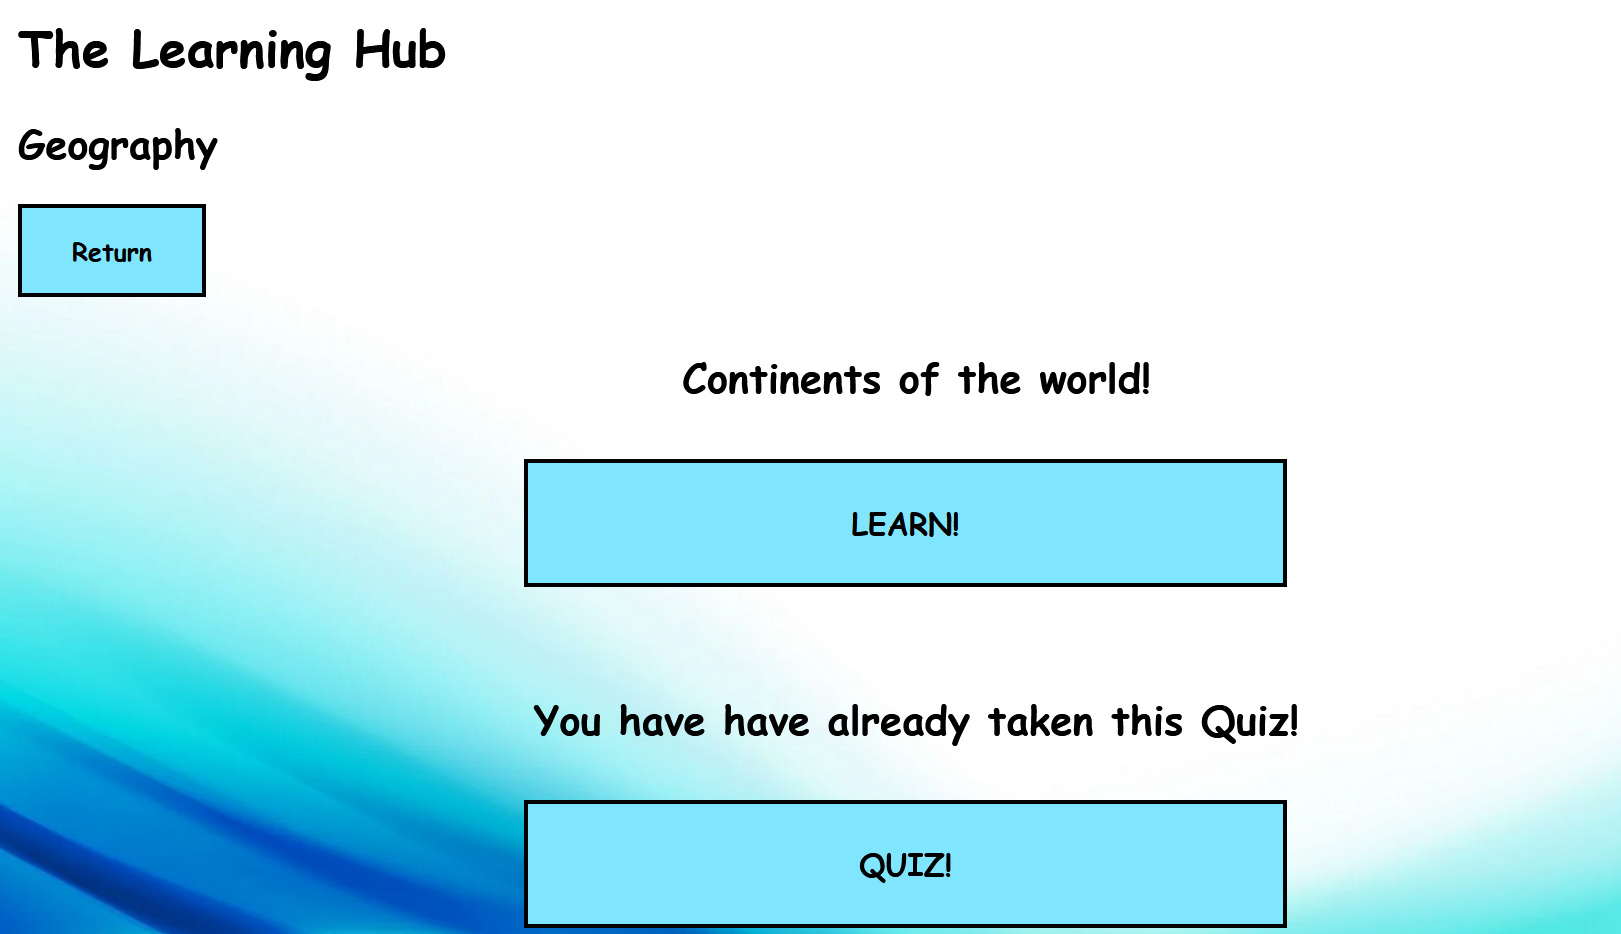 The Learning Hub
Geography
Return
Continents of the world!
LEARN!
You have have already taken this Quiz!
QUIZ!